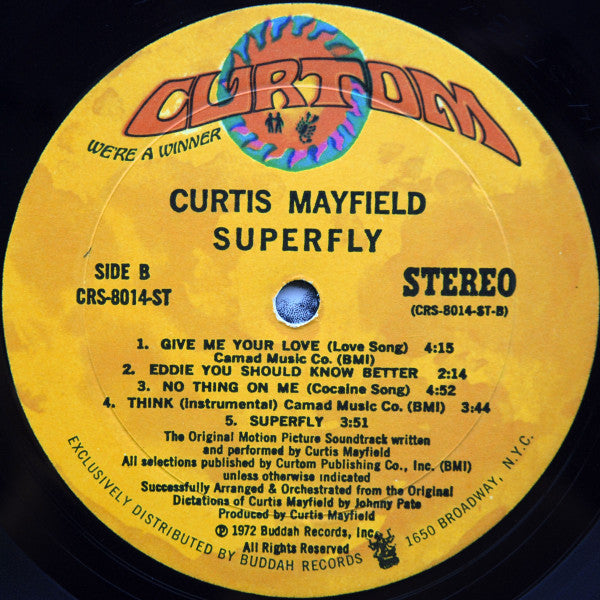 CURTOM
WE'RE A WINNER
CURTIS MAYFIELD
SUPERFLY
SIDE B
CRS-8014-ST
STEREO
(CRS-8014-ST-B)
1. GIVE ME YOUR LOVE (Love Song) 4:15
Camad Music Co. (BMI)
2. EDDIE YOU SHOULD KNOW BETTER 2:14
3. NO THING ON ME (Cocaine Song) 4:52
4. THINK (Instrumental) Camad Music Co. (BMI) 3:44
5. SUPERFLY 3:51
The Original Motion Picture Soundtrack written
and performed by Curtis Mayfield
All selections published by Curtom Publishing Co., Inc. (BMI)
unless otherwise indicated
Successfully Arranged & Orchestrated from the Original
Dictations of Curtis Mayfield by Johnny Pate
Produced by Curtis Mayfield
℗ 1972 Buddah Records, Inc.
All Rights Reserved
EXCLUSIVELY DISTRIBUTED BY BUDDAH RECORDS 1650 BROADWAY, N.Y.C.